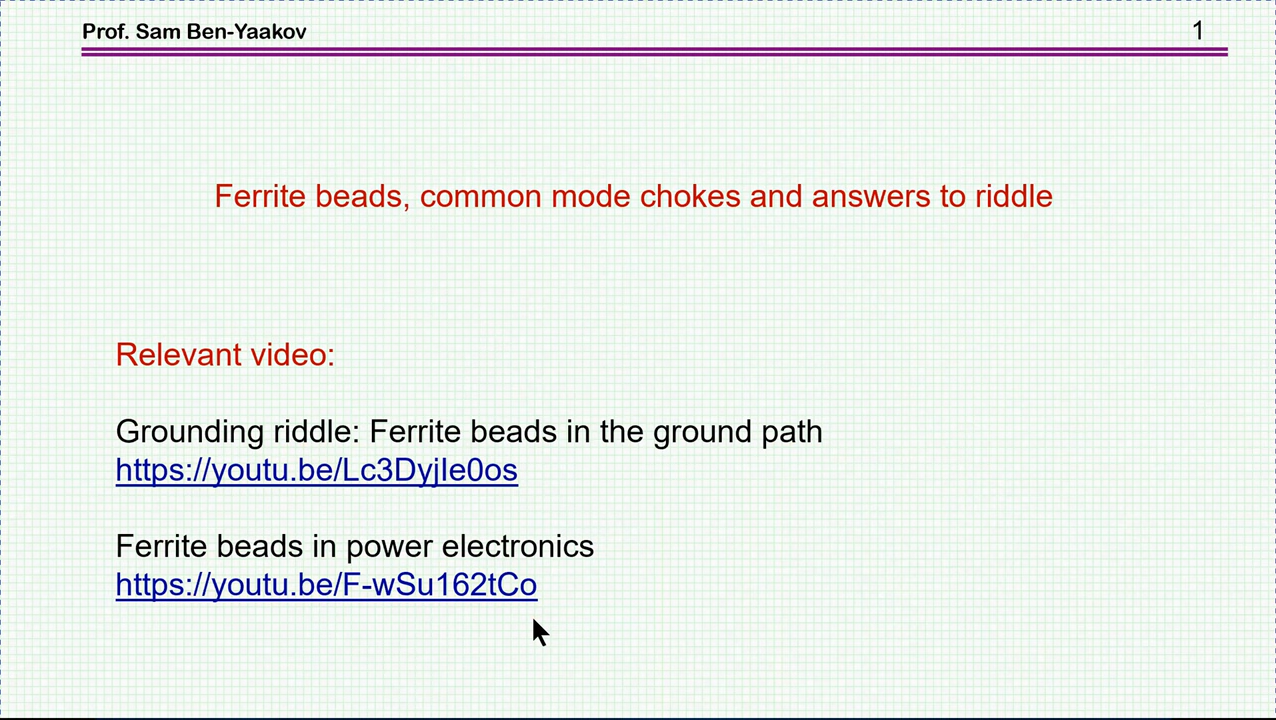 Prof. Sam Ben-Yaakov
1
Ferrite beads, common mode chokes and answers to riddle
Relevant video:
Grounding riddle: Ferrite beads in the ground path
https://youtu.be/Lc3DyjIe0os
Ferrite beads in power electronics
https://youtu.be/F-wSu162tCo